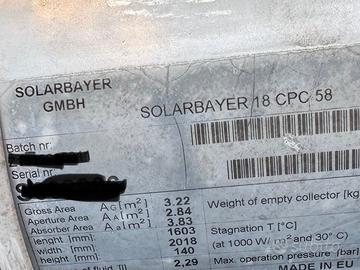 SOLARBAYER
GMBH
SOLARBAYER 18 CPC 58
Batch nr:
Serial nr:
Gross Area AG [m²] 3.22
Aperture Area AA [m²] 2.84
Absorber Area Aa [m²] 3.83
lenght [mm]: 1603
width [mm]: 2018
height [mm]: 140
2,29
Weight of empty collector [kg
Stagnation T [°C]
(at 1000 W/m² and 30° C)
Max. operation pressure [bar
MADE IN EU